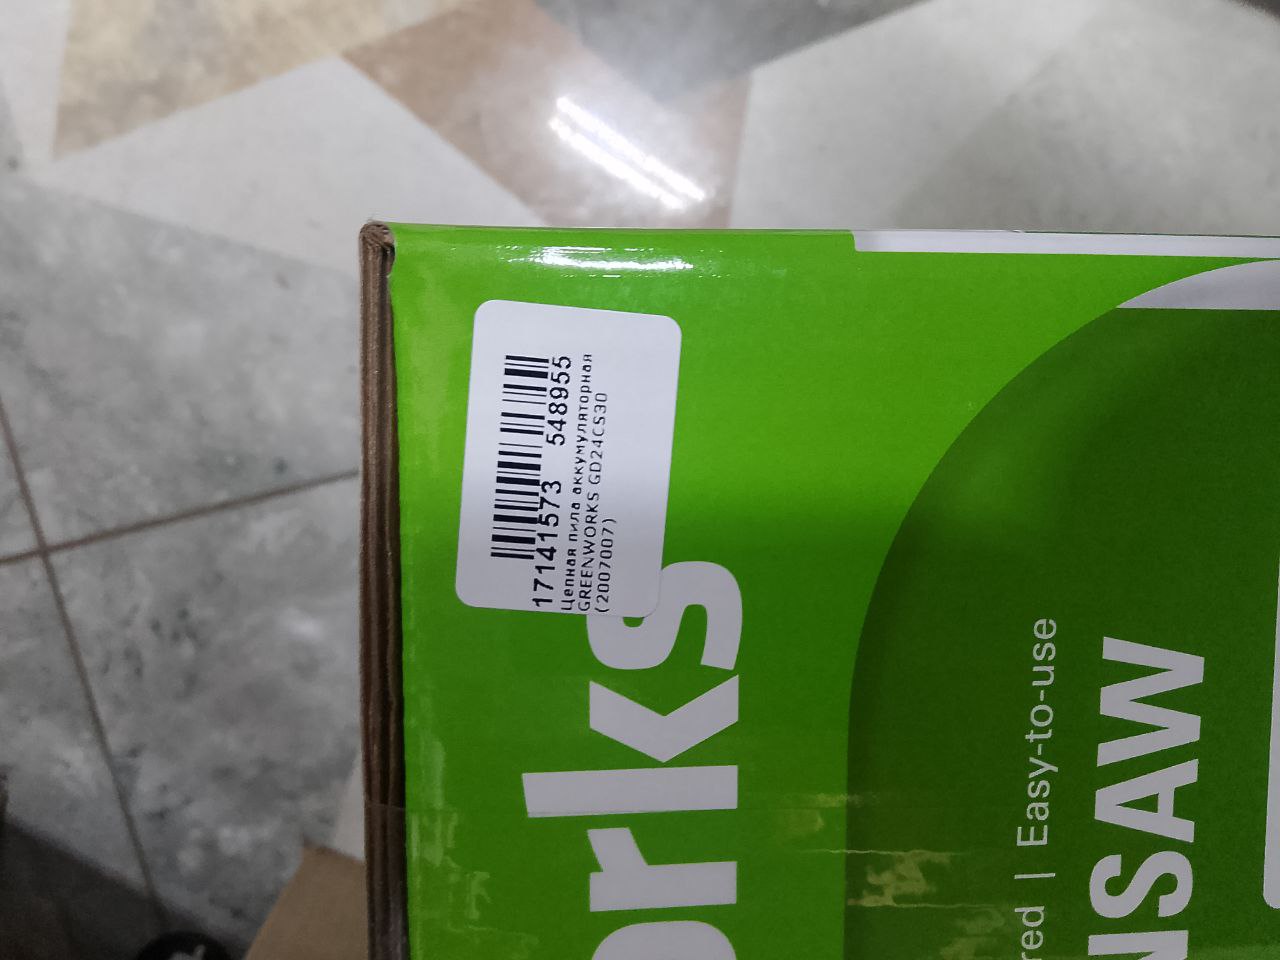 17141573 548955
Цепная пила аккумуляторная
GREENWORKS GD24CS30
(2007007)
orks
red | Easy-to-use
NSAW